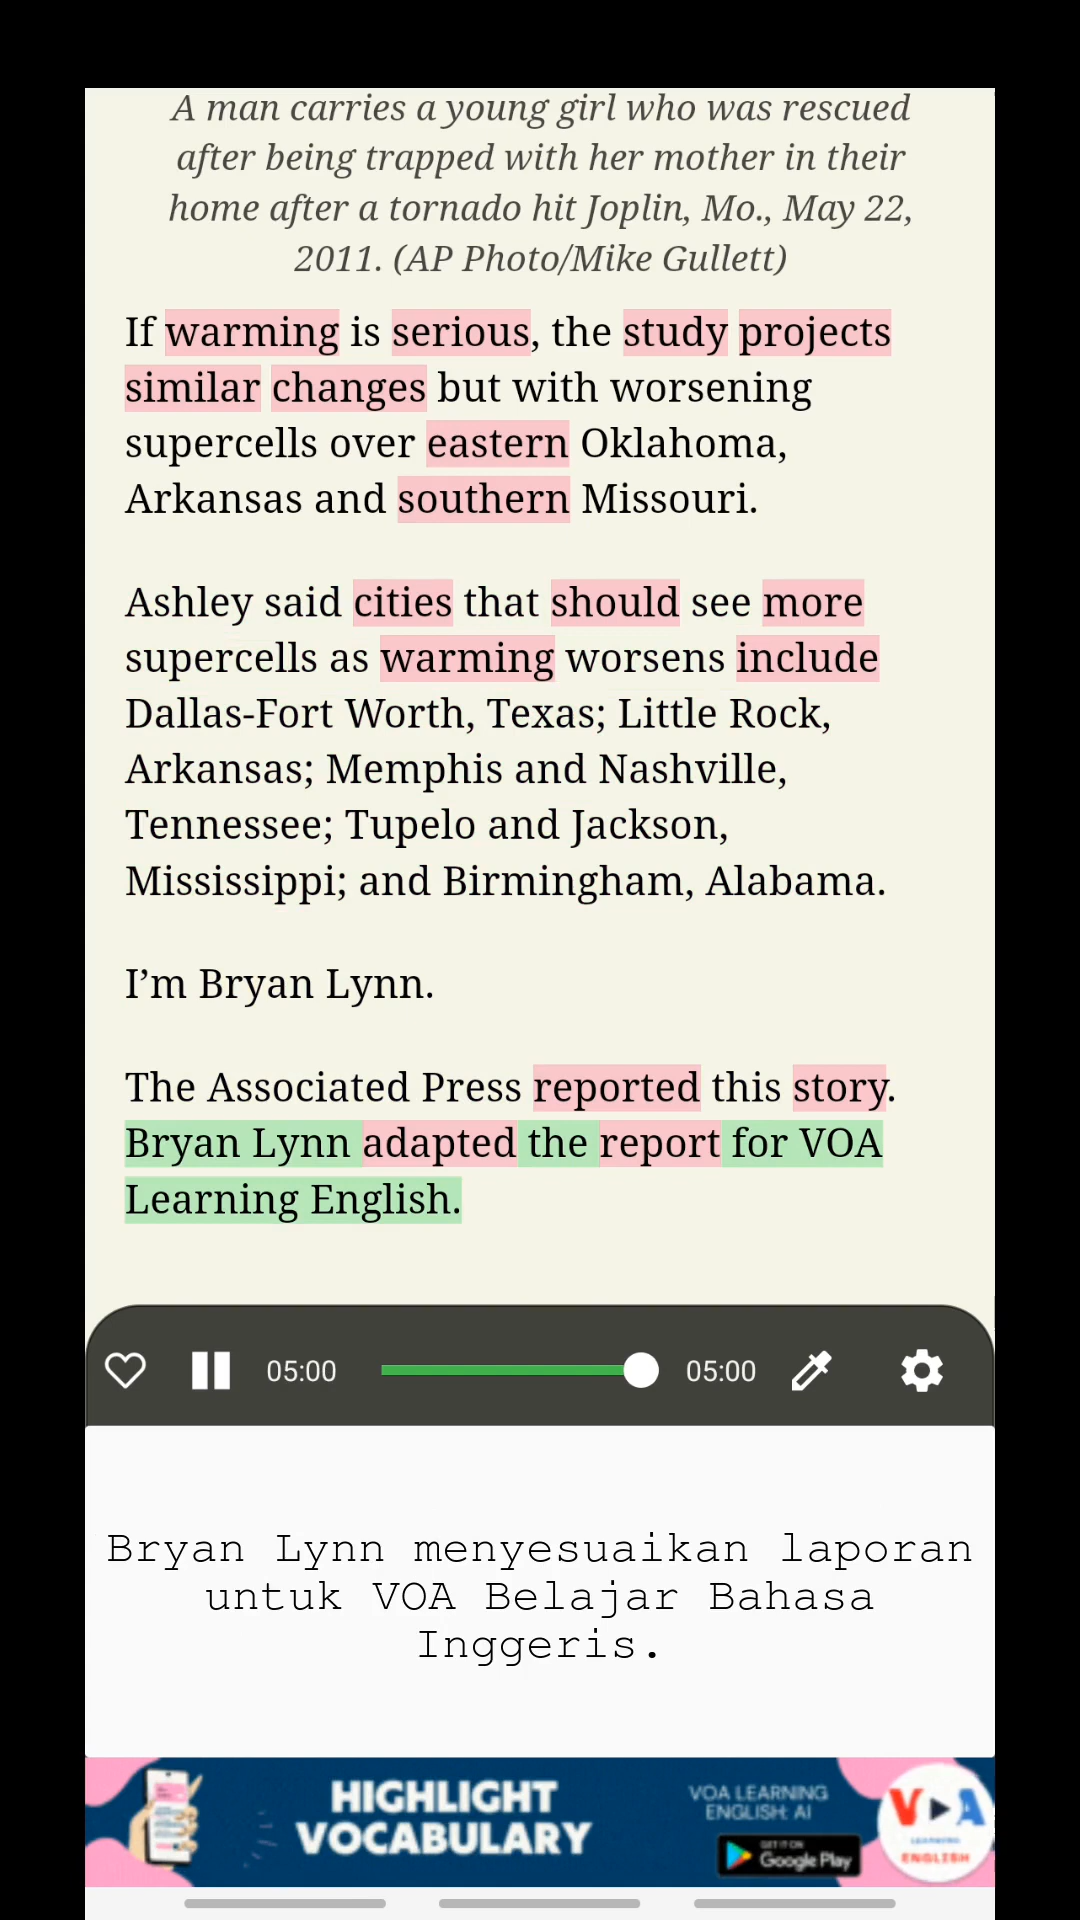 A man carries a young girl who was rescued
after being trapped with her mother in their
home after a tornado hit Joplin, Mo., May 22,
2011. (AP Photo/Mike Gullett)
If warming is serious, the study projects
similar changes but with worsening
supercells over eastern Oklahoma,
Arkansas and southern Missouri.
Ashley said cities that should see more
supercells as warming worsens include
Dallas-Fort Worth, Texas; Little Rock,
Arkansas; Memphis and Nashville,
Tennessee; Tupelo and Jackson,
Mississippi; and Birmingham, Alabama.
I’m Bryan Lynn.
The Associated Press reported this story.
Bryan Lynn adapted the report for VOA
Learning English.
05:00
05:00
Bryan Lynn menyesuaikan laporan
untuk VOA Belajar Bahasa
Inggeris.
HIGHLIGHT
VOCABULARY
VOA LEARNING
ENGLISH: AI
GET IT ON
Google Play
VOA
LEARNING
ENGLISH